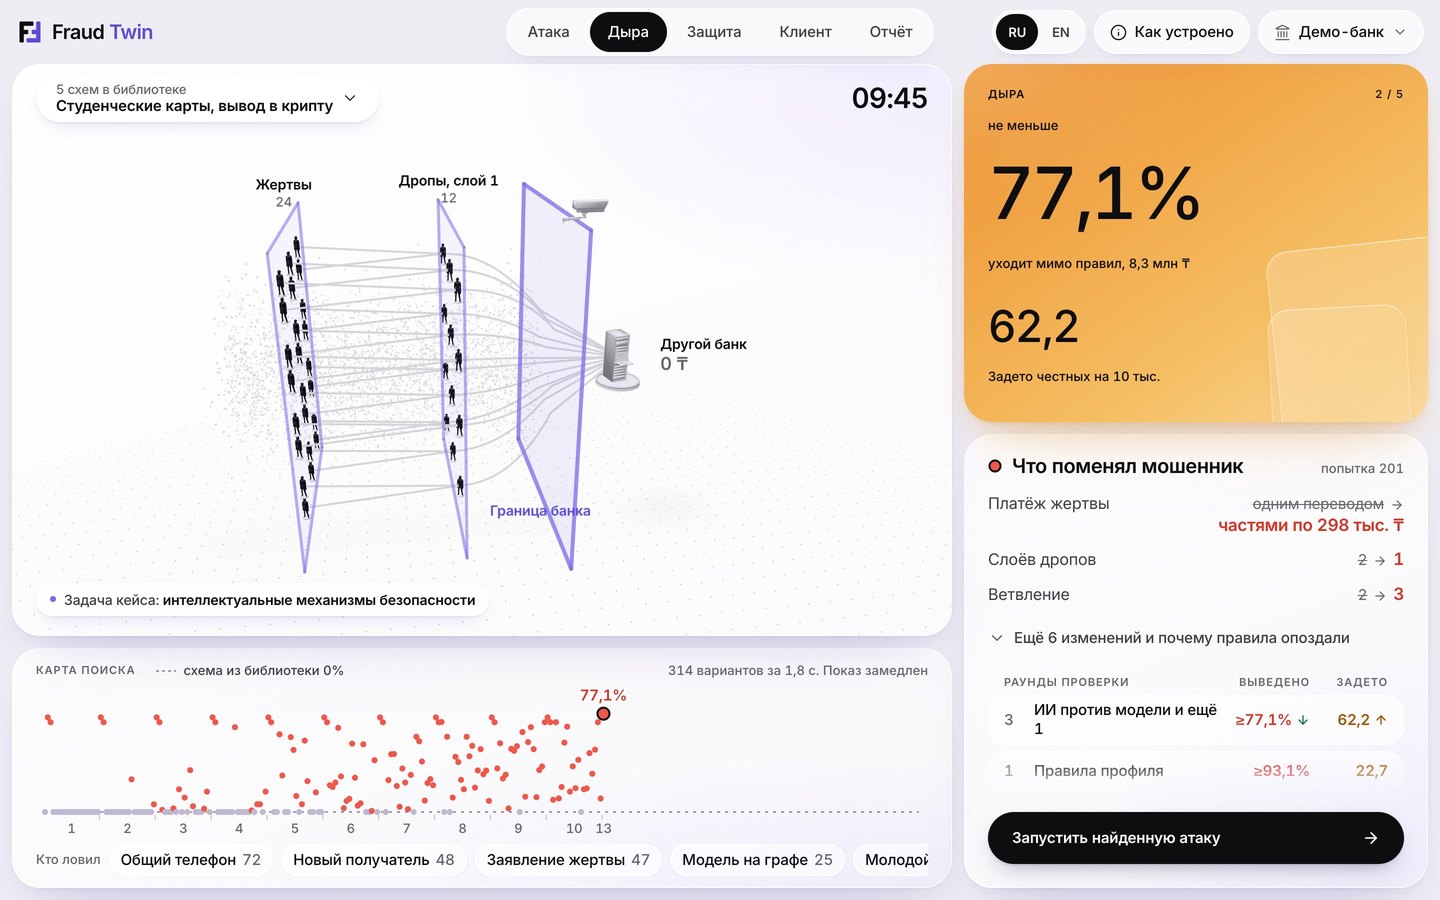 Fraud Twin
Атака
Дыра
Защита
Клиент
Отчёт
RU
EN
Как устроено
Демо-банк
5 схем в библиотеке
Студенческие карты, вывод в крипту
09:45
Жертвы
24
Дропы, слой 1
12
Другой банк
0 ₸
Граница банка
Задача кейса: интеллектуальные механизмы безопасности
КАРТА ПОИСКА
схема из библиотеки 0%
314 вариантов за 1,8 с. Показ замедлен
77,1%
1 2 3 4 5 6 7 8 9 10 13
Кто ловил
Общий телефон 72
Новый получатель 48
Заявление жертвы 47
Модель на графе 25
ДЫРА
2 / 5
не меньше
77,1%
уходит мимо правил, 8,3 млн ₸
62,2
Задето честных на 10 тыс.
Что поменял мошенник
попытка 201
Платёж жертвы
одним переводом →
частями по 298 тыс. ₸
Слоёв дропов
2 → 1
Ветвление
2 → 3
Ещё 6 изменений и почему правила опоздали
РАУНДЫ ПРОВЕРКИ
ВЫВЕДЕНО
ЗАДЕТО
3 ИИ против модели и ещё
1
≥77,1% ↓
62,2 ↑
1 Правила профиля
≥93,1%
22,7
Запустить найденную атаку →